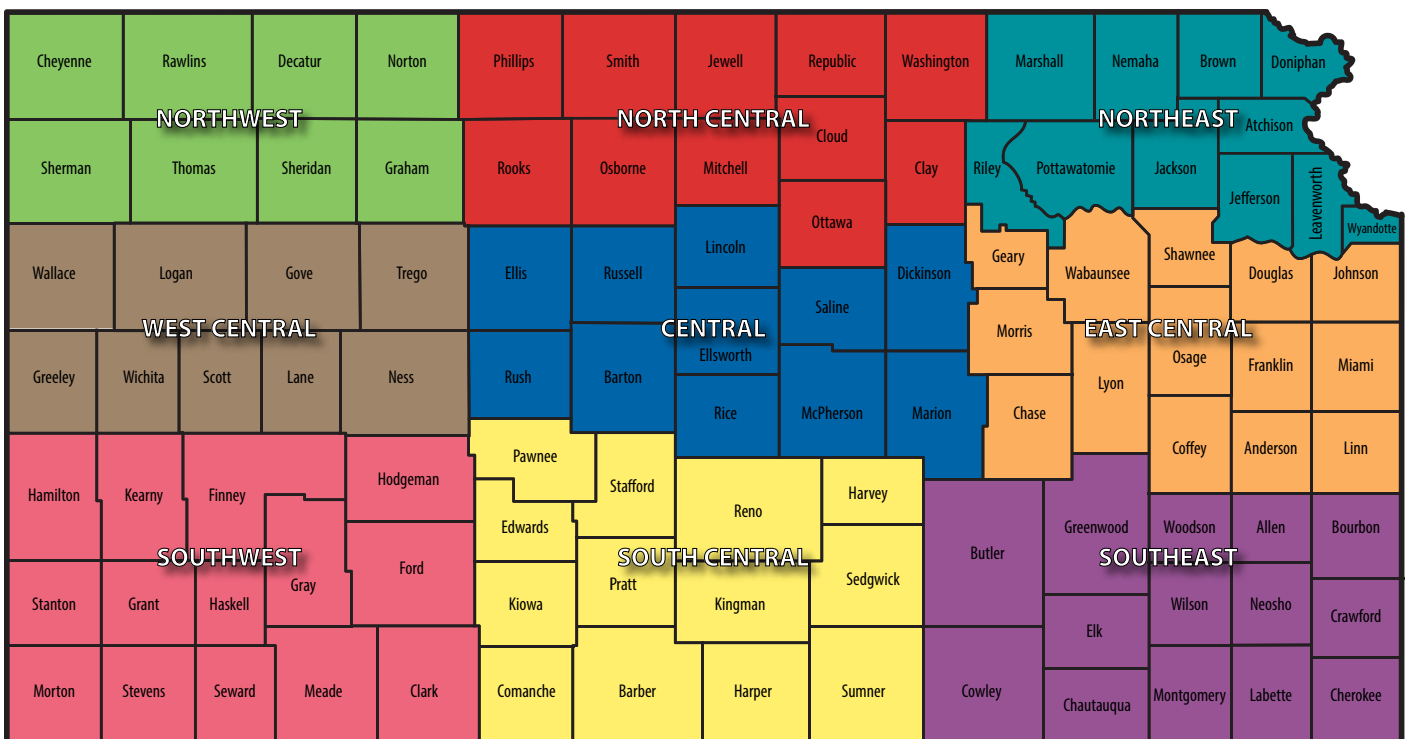 Cheyenne Rawlins Decatur Norton Phillips Smith Jewell Republic Washington Marshall Nemaha Brown Doniphan
NORTHWEST NORTH CENTRAL NORTHEAST
Atchison
Cloud
Sherman Thomas Sheridan Graham Rooks Osborne Mitchell Clay Riley Pottawatomie Jackson
Jefferson
Leavenworth
Ottawa Wyandotte
Lincoln
Geary Shawnee
Wallace Logan Gove Trego Ellis Russell Dickinson Wabaunsee Douglas Johnson
Saline
WEST CENTRAL CENTRAL EAST CENTRAL
Morris
Ellsworth Osage
Franklin Miami
Greeley Wichita Scott Lane Ness Rush Barton Lyon
Rice McPherson Marion Chase
Pawnee Coffey Anderson Linn
Hodgeman
Stafford
Hamilton Kearny Finney Harvey
Reno
Edwards Greenwood Woodson Allen Bourbon
SOUTHWEST SOUTH CENTRAL Butler SOUTHEAST
Ford
Gray Pratt Sedgwick
Stanton Grant Haskell Kiowa Kingman Wilson Neosho
Crawford
Elk
Morton Stevens Seward Meade Clark Comanche Barber Harper Sumner Cowley Montgomery Labette Cherokee
Chautauqua